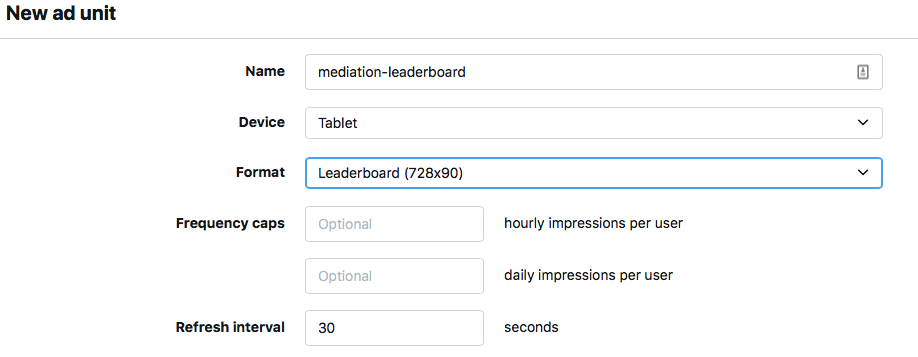 New ad unit
Name mediation-leaderboard
Device Tablet
Format Leaderboard (728x90)
Frequency caps Optional hourly impressions per user
Optional daily impressions per user
Refresh interval 30 seconds